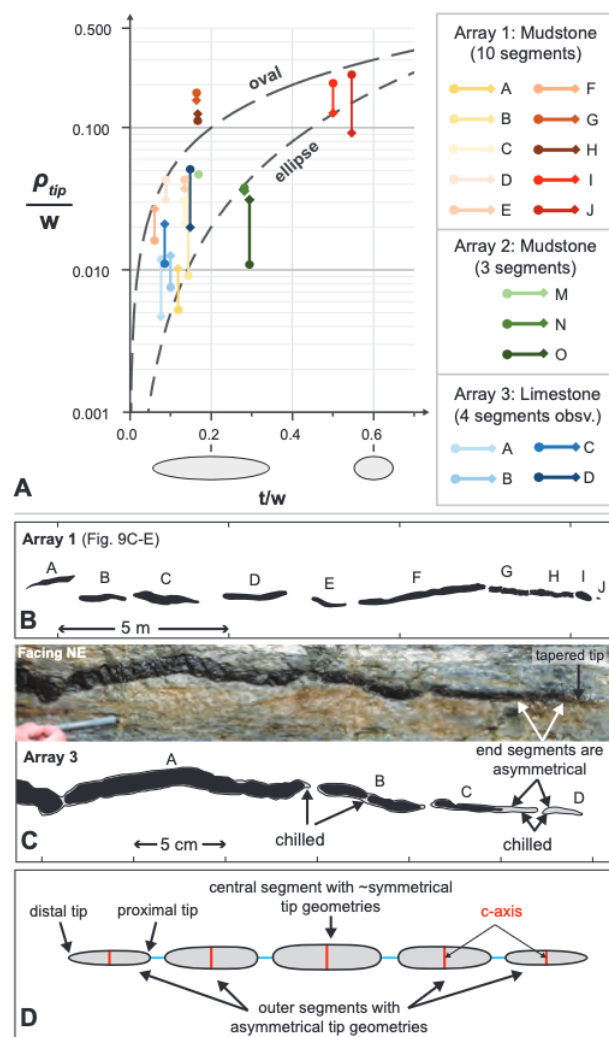 0.500
0.100
0.010
0.001
ρtip
w
oval
ellipse
0.0 0.2 0.4 0.6
t/w
A
Array 1: Mudstone
(10 segments)
A F
B G
C H
D I
E J
Array 2: Mudstone
(3 segments)
M
N
O
Array 3: Limestone
(4 segments obsv.)
A C
B D
Array 1 (Fig. 9C-E)
A B C D E F G H I J
5 m
B
Facing NE
tapered tip
end segments are
asymmetrical
Array 3
A B C D
chilled
chilled
5 cm
C
central segment with ~symmetrical
tip geometries
distal tip proximal tip
c-axis
outer segments with
asymmetrical tip geometries
D